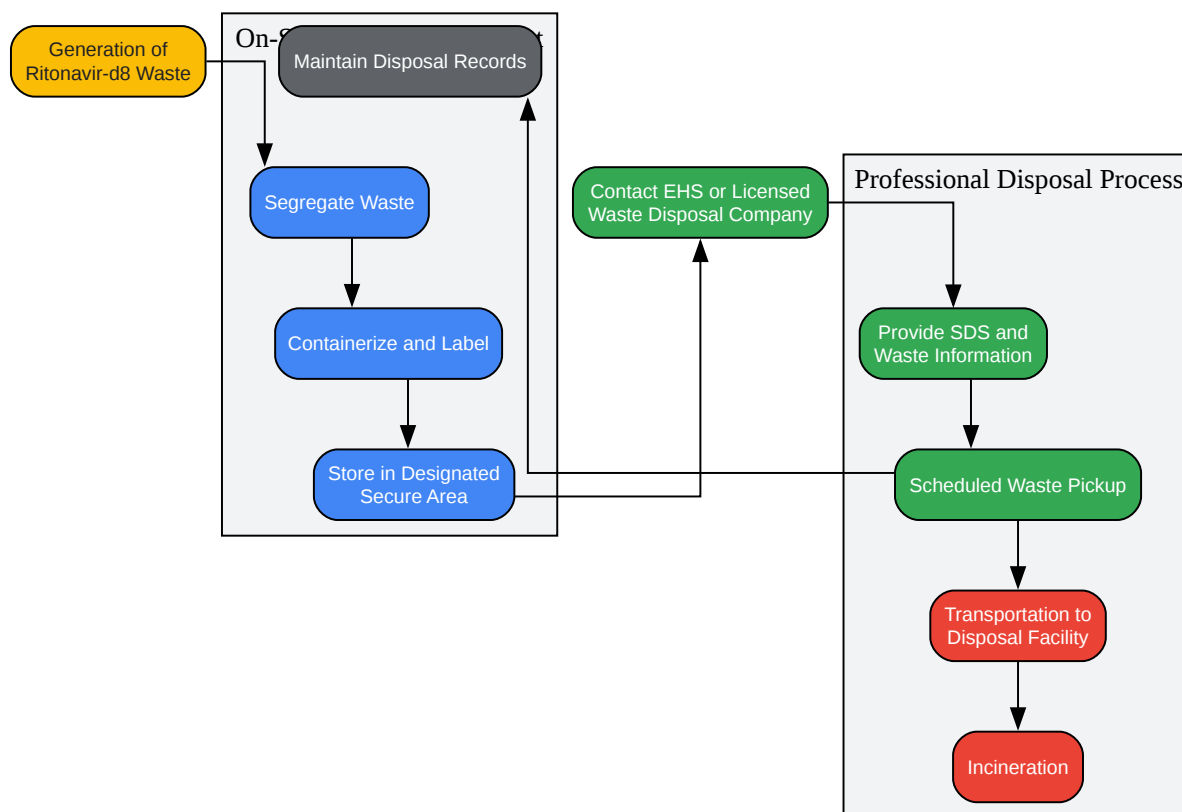 Generation of
Ritonavir-d8 Waste
Maintain Disposal Records
Segregate Waste
Containerize and Label
Store in Designated
Secure Area
Contact EHS or Licensed
Waste Disposal Company
Professional Disposal Process
Provide SDS and
Waste Information
Scheduled Waste Pickup
Transportation to
Disposal Facility
Incineration